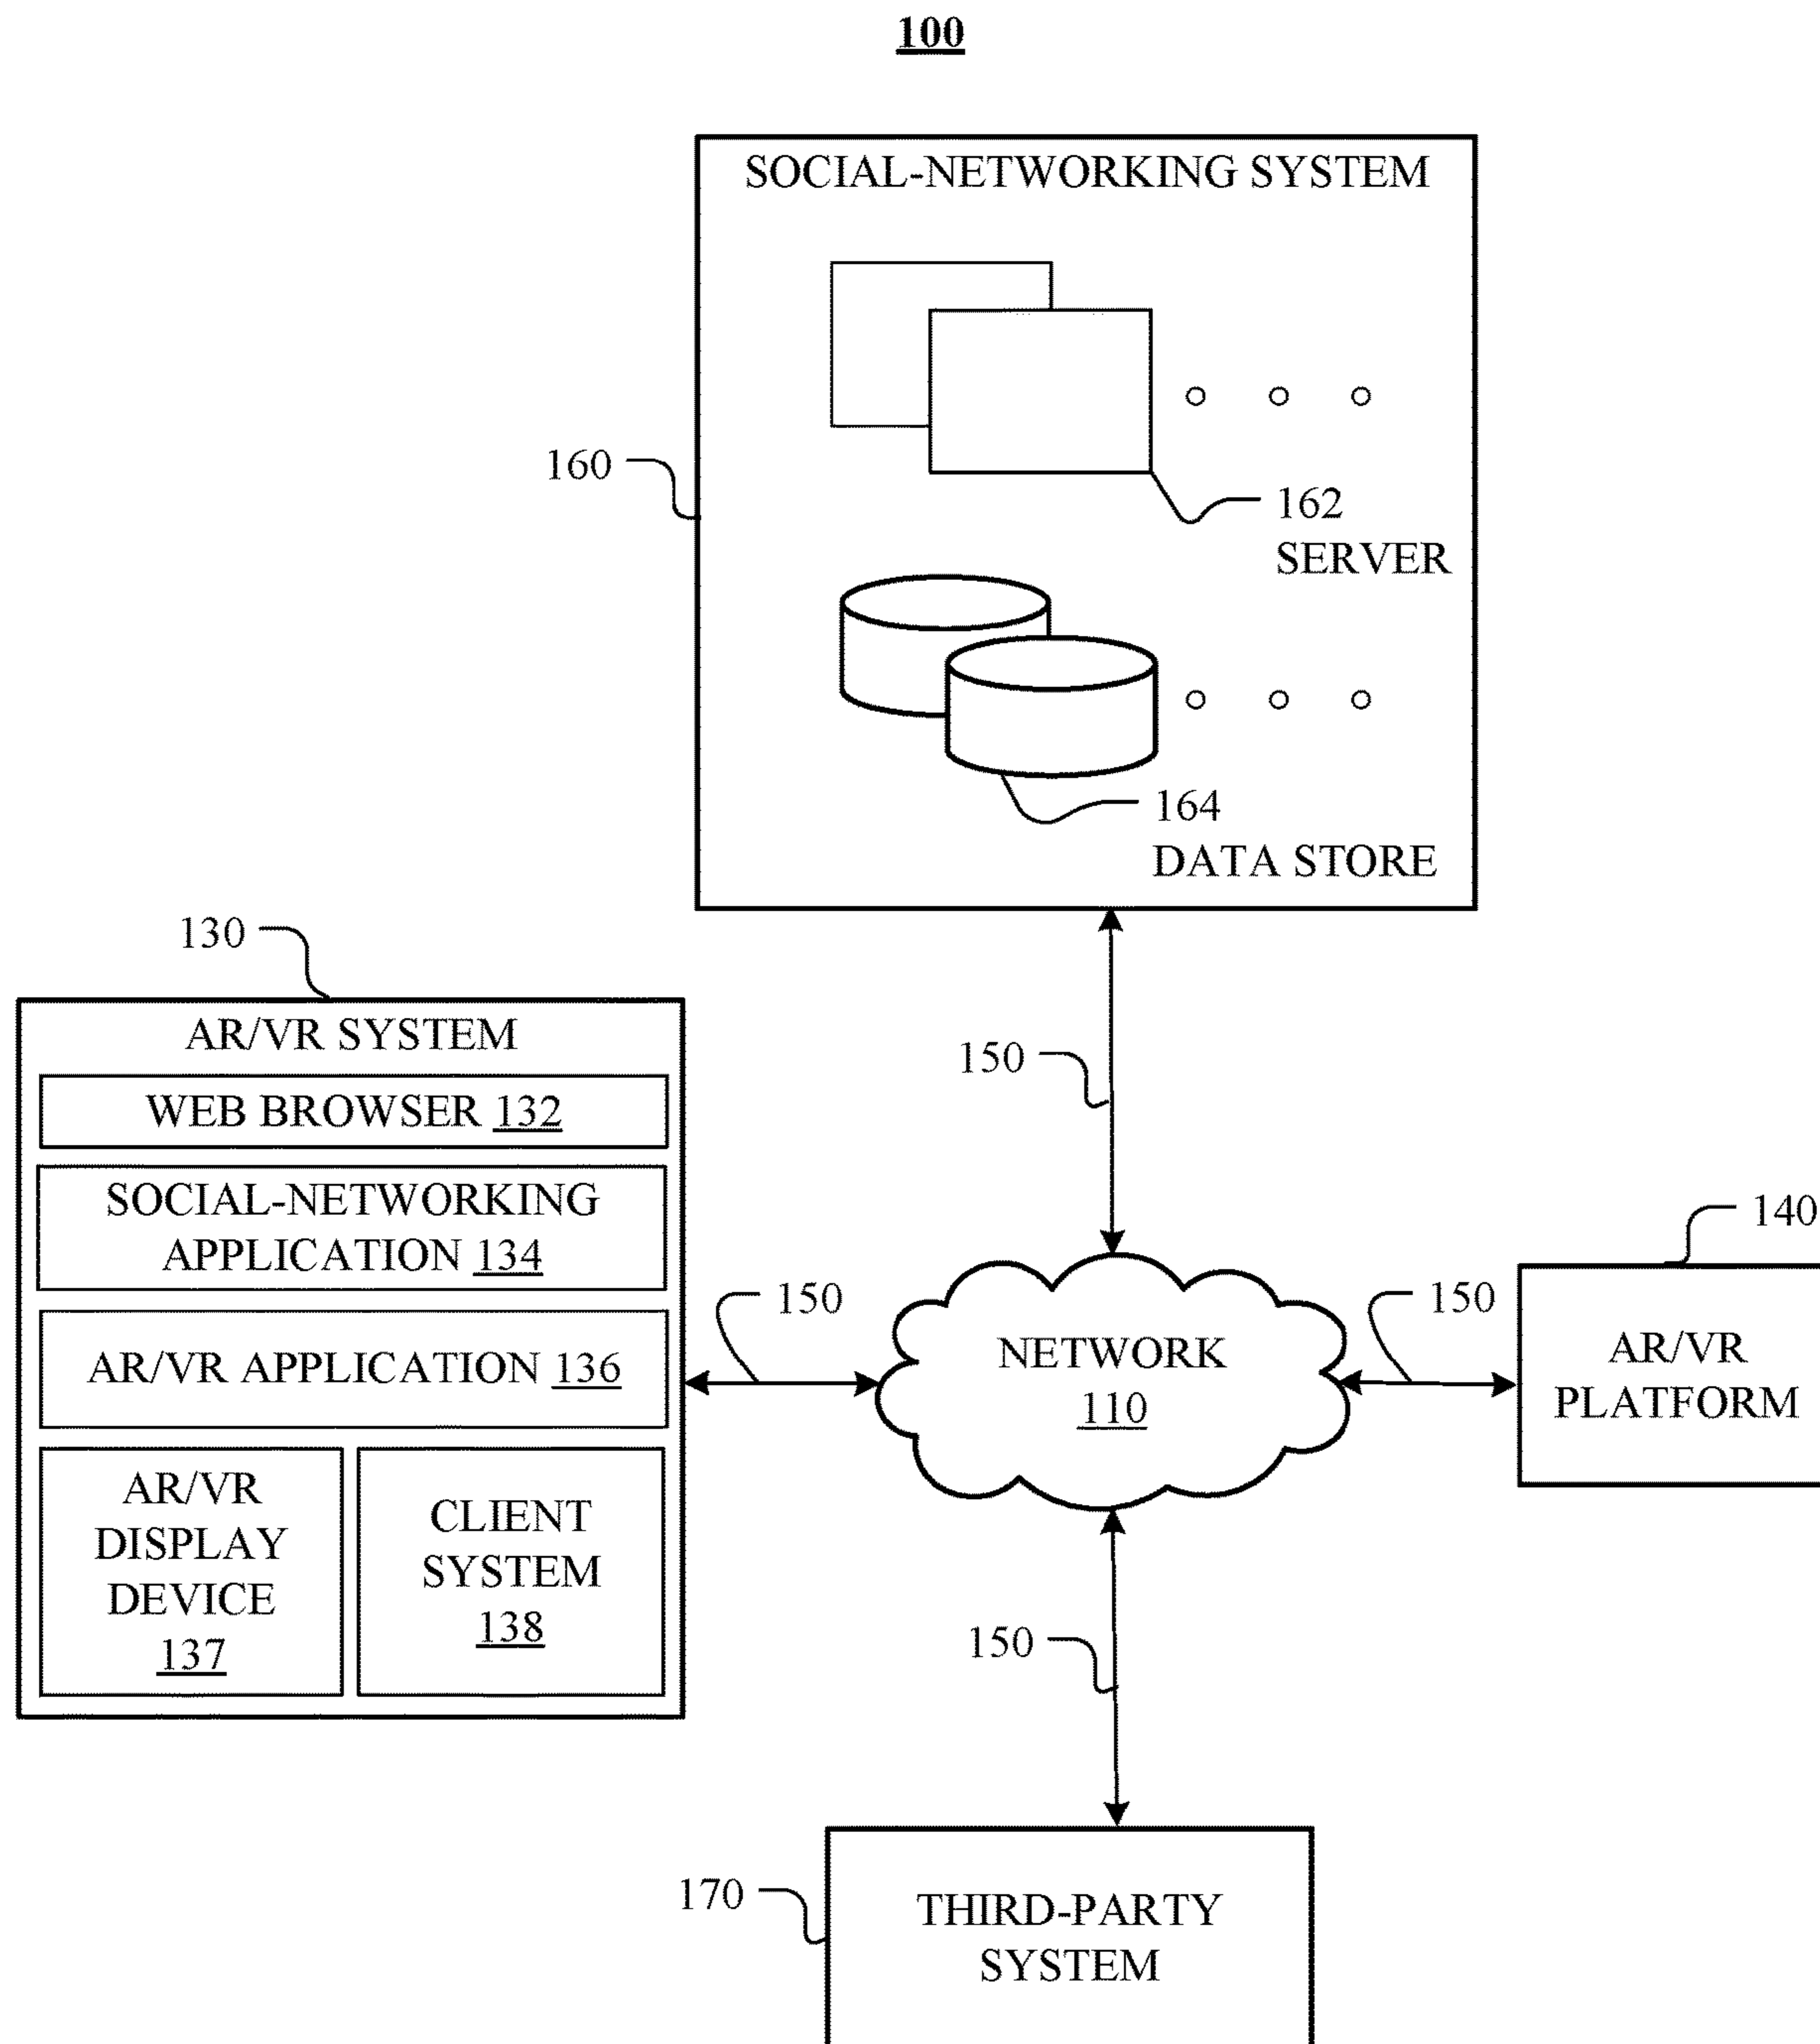 100
SOCIAL-NETWORKING SYSTEM
160
162
SERVER
164
DATA STORE
130
AR/VR SYSTEM
WEB BROWSER 132
SOCIAL-NETWORKING
APPLICATION 134
AR/VR APPLICATION 136
AR/VR
DISPLAY
DEVICE
137
CLIENT
SYSTEM
138
150
150
NETWORK
110
150
140
AR/VR
PLATFORM
150
170
THIRD-PARTY
SYSTEM